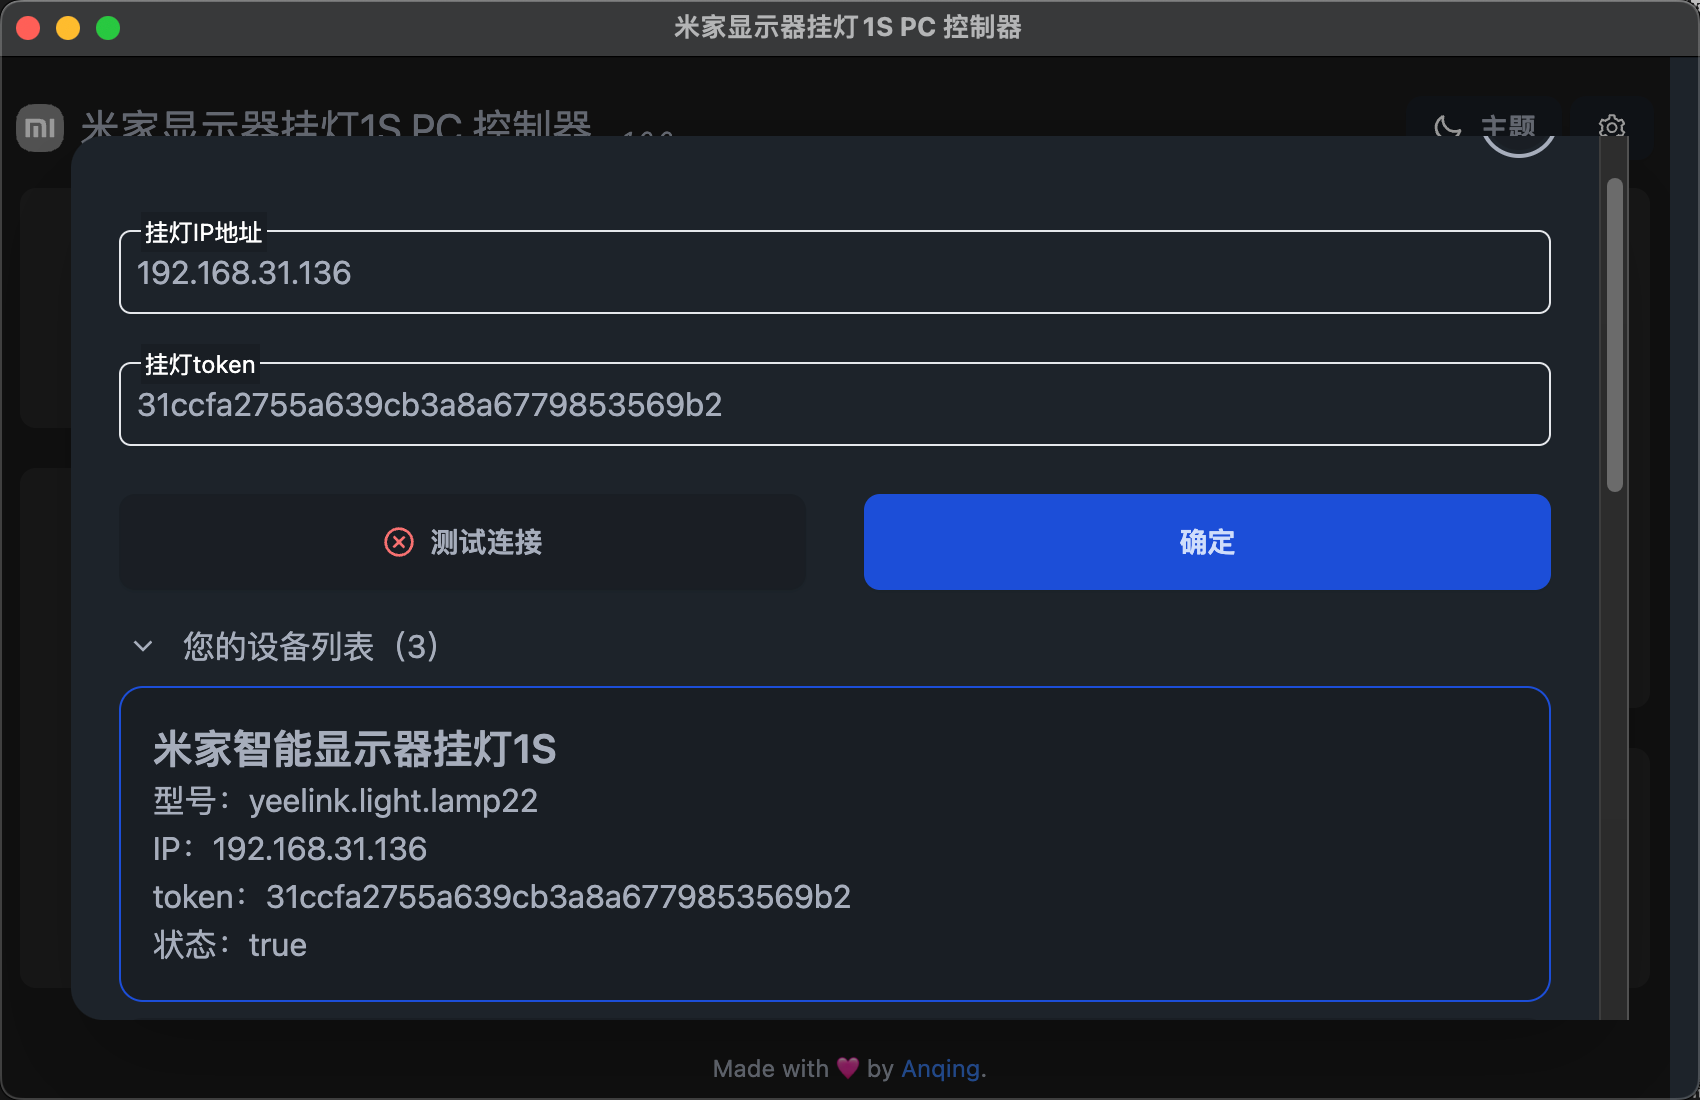 米家显示器挂灯1S PC 控制器
米家显示器挂灯1S PC 控制器
主题
挂灯IP地址
192.168.31.136
挂灯token
31ccfa2755a639cb3a8a6779853569b2
测试连接
确定
您的设备列表（3）
米家智能显示器挂灯1S
型号：yeelink.light.lamp22
IP：192.168.31.136
token：31ccfa2755a639cb3a8a6779853569b2
状态：true
Made with 💜 by Anqing.